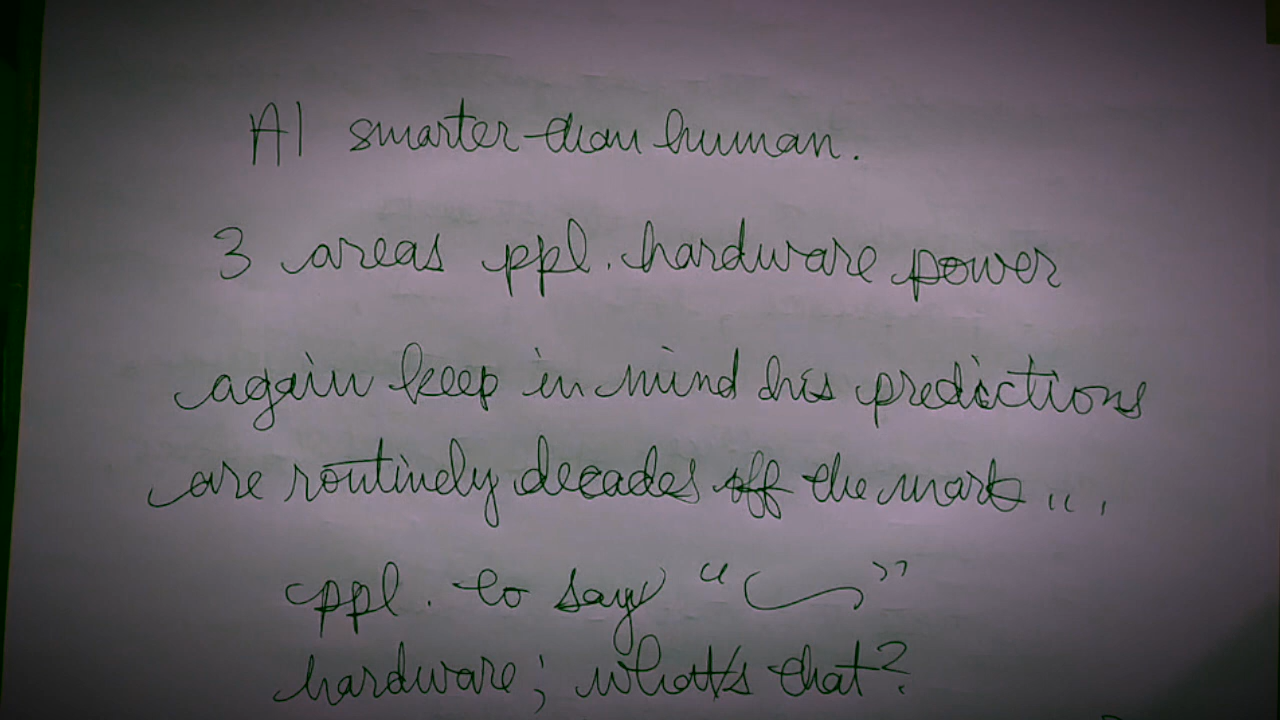 AI smarter than human.
3 areas ppl. hardware power
again keep in mind his predictions
are routinely decades off the mark...
ppl. to say " "
hardware; what's that?